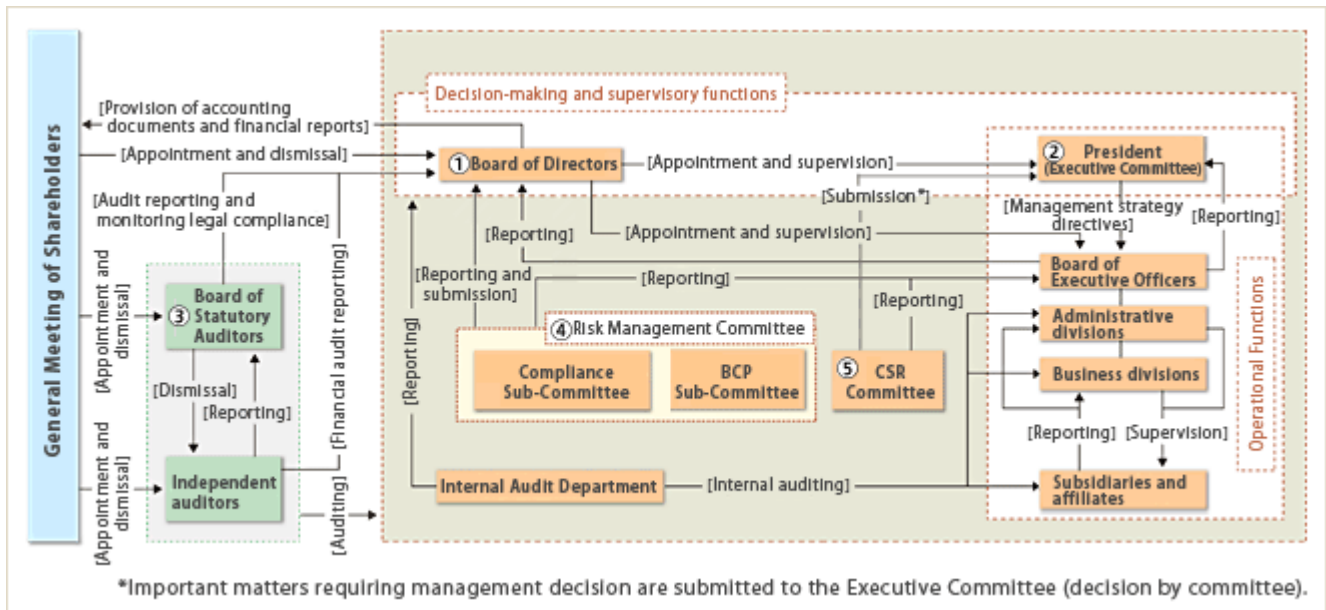 General Meeting of Shareholders
[Provision of accounting
documents and financial reports]
[Appointment and dismissal]
[Audit reporting and
monitoring legal compliance]
[Appointment and
dismissal]
③ Board of
Statutory
Auditors
[Dismissal]
[Reporting]
[Appointment and
dismissal]
Independent
auditors
[Financial audit reporting]
[Auditing]
Decision-making and supervisory functions
① Board of Directors
[Appointment and supervision]
② President
(Executive Committee)
[Submission*]
[Management strategy
directives]
[Reporting]
[Reporting]
[Appointment and supervision]
[Reporting and
submission]
[Reporting]
Board of
Executive Officers
[Reporting]
[Reporting]
④ Risk Management Committee
Compliance
Sub-Committee
BCP
Sub-Committee
⑤ CSR
Committee
Administrative
divisions
Business divisions
Operational Functions
[Reporting]
[Supervision]
Internal Audit Department
[Internal auditing]
Subsidiaries and
affiliates
*Important matters requiring management decision are submitted to the Executive Committee (decision by committee).